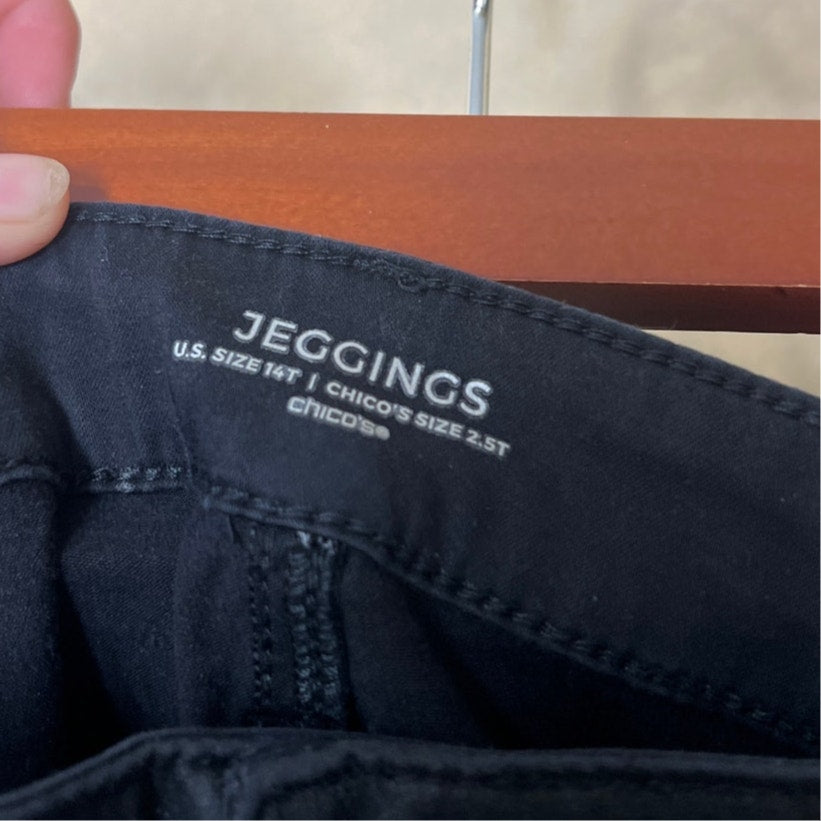 JEGGINGS
U.S. SIZE 14T | CHICO'S SIZE 2.5T
chico's®